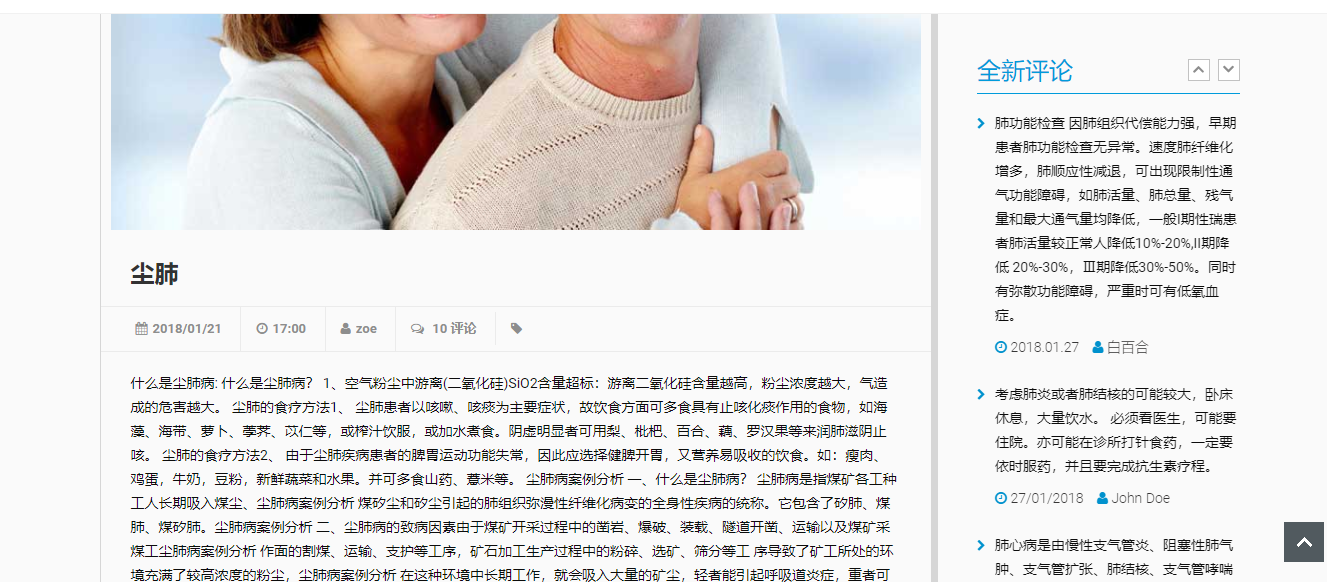 尘肺
2018/01/21 17:00 zoe 10 评论
什么是尘肺病: 什么是尘肺病? 1、空气粉尘中游离(二氧化硅)SiO2含量超标：游离二氧化硅含量越高，粉尘浓度越大，气造
成的危害越大。 尘肺的食疗方法1、 尘肺患者以咳嗽、咳痰为主要症状，故饮食方面可多食具有止咳化痰作用的食物，如海
藻、海带、萝卜、荸荠、苡仁等，或榨汁饮服，或加水煮食。阴虚明显者可用梨、枇杷、百合、藕、罗汉果等来润肺滋阴止
咳。 尘肺的食疗方法2、 由于尘肺疾病患者的脾胃运动功能失常，因此应选择健脾开胃，又营养易吸收的饮食。如：瘦肉、
鸡蛋，牛奶，豆粉，新鲜蔬菜和水果。并可多食山药、薏米等。 尘肺病案例分析 一、什么是尘肺病? 尘肺病是指煤矿各工种
工人长期吸入煤尘、尘肺病案例分析 煤矽尘和矽尘引起的肺组织弥漫性纤维化病变的全身性疾病的统称。它包含了矽肺、煤
肺、煤矽肺。尘肺病案例分析 二、尘肺病的致病因素由于煤矿开采过程中的凿岩、爆破、装载、隧道开凿、运输以及煤矿采
煤工尘肺病案例分析 作面的割煤、运输、支护等工序，矿石加工生产过程中的粉碎、选矿、筛分等工 序导致了矿工所处的环
境充满了较高浓度的粉尘，尘肺病案例分析 在这种环境中长期工作，就会吸入大量的矿尘，轻者能引起呼吸道炎症，重者可
全新评论
肺功能检查 因肺组织代偿能力强，早期
患者肺功能检查无异常。速度肺纤维化
增多，肺顺应性减退，可出现限制性通
气功能障碍，如肺活量、肺总量、残气
量和最大通气量均降低，一般I期性瑞患
者肺活量较正常人降低10%-20%,II期降
低 20%-30%，Ⅲ期降低30%-50%。同时
有弥散功能障碍，严重时可有低氧血
症。
2018.01.27 白百合
考虑肺炎或者肺结核的可能较大，卧床
休息，大量饮水。 必须看医生，可能要
住院。亦可能在诊所打针食药，一定要
依时服药，并且要完成抗生素疗程。
27/01/2018 John Doe
肺心病是由慢性支气管炎、阻塞性肺气
肿、支气管扩张、肺结核、支气管哮喘